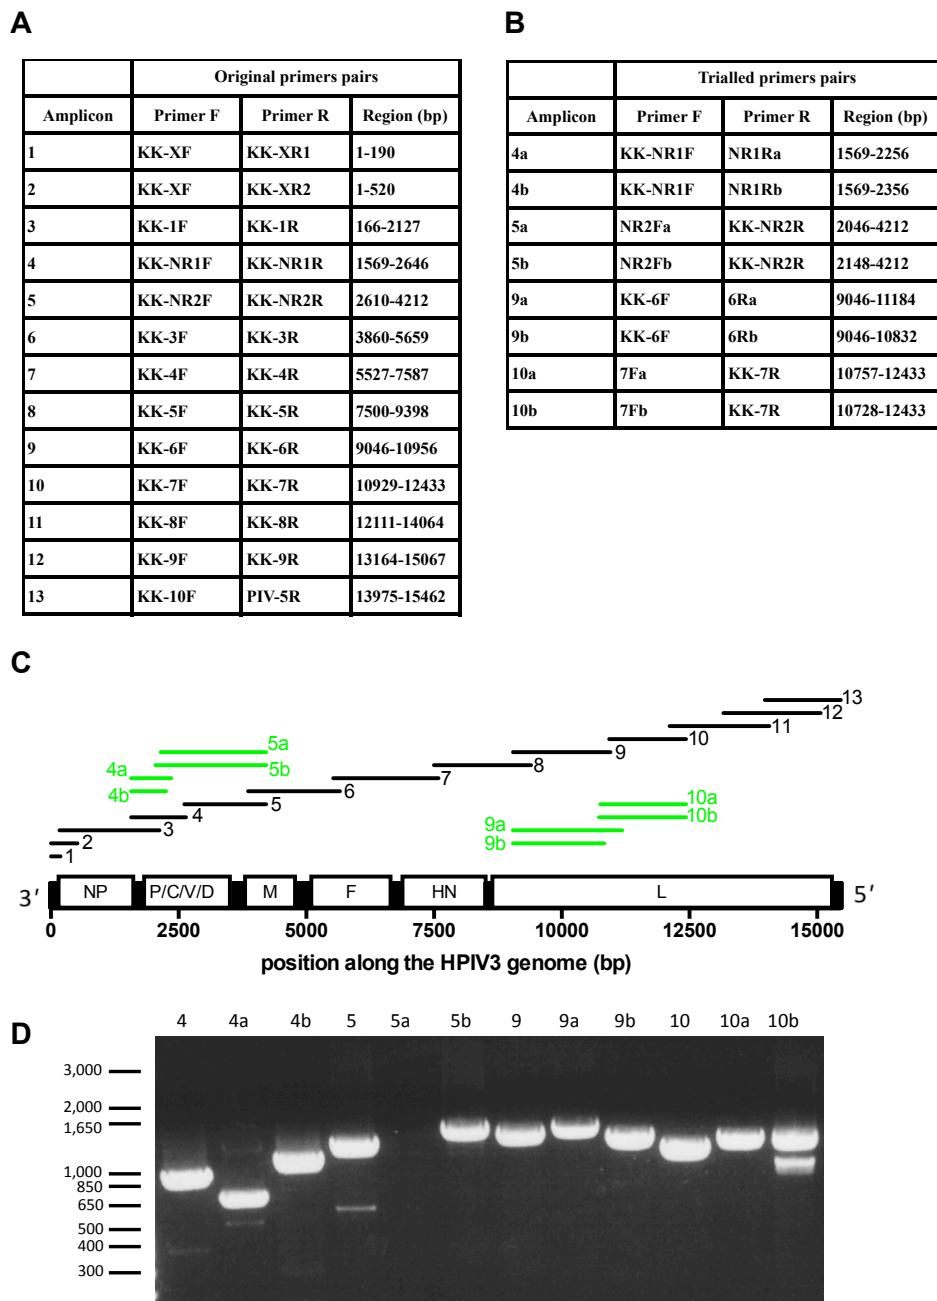 A
Original primers pairs
Amplicon Primer F Primer R Region (bp)
1 KK-XF KK-XR1 1-190
2 KK-XF KK-XR2 1-520
3 KK-1F KK-1R 166-2127
4 KK-NR1F KK-NR1R 1569-2646
5 KK-NR2F KK-NR2R 2610-4212
6 KK-3F KK-3R 3860-5659
7 KK-4F KK-4R 5527-7587
8 KK-5F KK-5R 7500-9398
9 KK-6F KK-6R 9046-10956
10 KK-7F KK-7R 10929-12433
11 KK-8F KK-8R 12111-14064
12 KK-9F KK-9R 13164-15067
13 KK-10F PIV-5R 13975-15462
B
Trialled primers pairs
Amplicon Primer F Primer R Region (bp)
4a KK-NR1F NR1Ra 1569-2256
4b KK-NR1F NR1Rb 1569-2356
5a NR2Fa KK-NR2R 2046-4212
5b NR2Fb KK-NR2R 2148-4212
9a KK-6F 6Ra 9046-11184
9b KK-6F 6Rb 9046-10832
10a 7Fa KK-7R 10757-12433
10b 7Fb KK-7R 10728-12433
C
13
12
11
10
5a
9
5b
8
4a
7
4b
6
10a
5
10b
4
9a
3
9b
2
1
3′ NP P/C/V/D M F HN L 5′
0 2500 5000 7500 10000 12500 15000
position along the HPIV3 genome (bp)
D
4 4a 4b 5 5a 5b 9 9a 9b 10 10a 10b
3,000
2,000
1,650
1,000
850
650
500
400
300